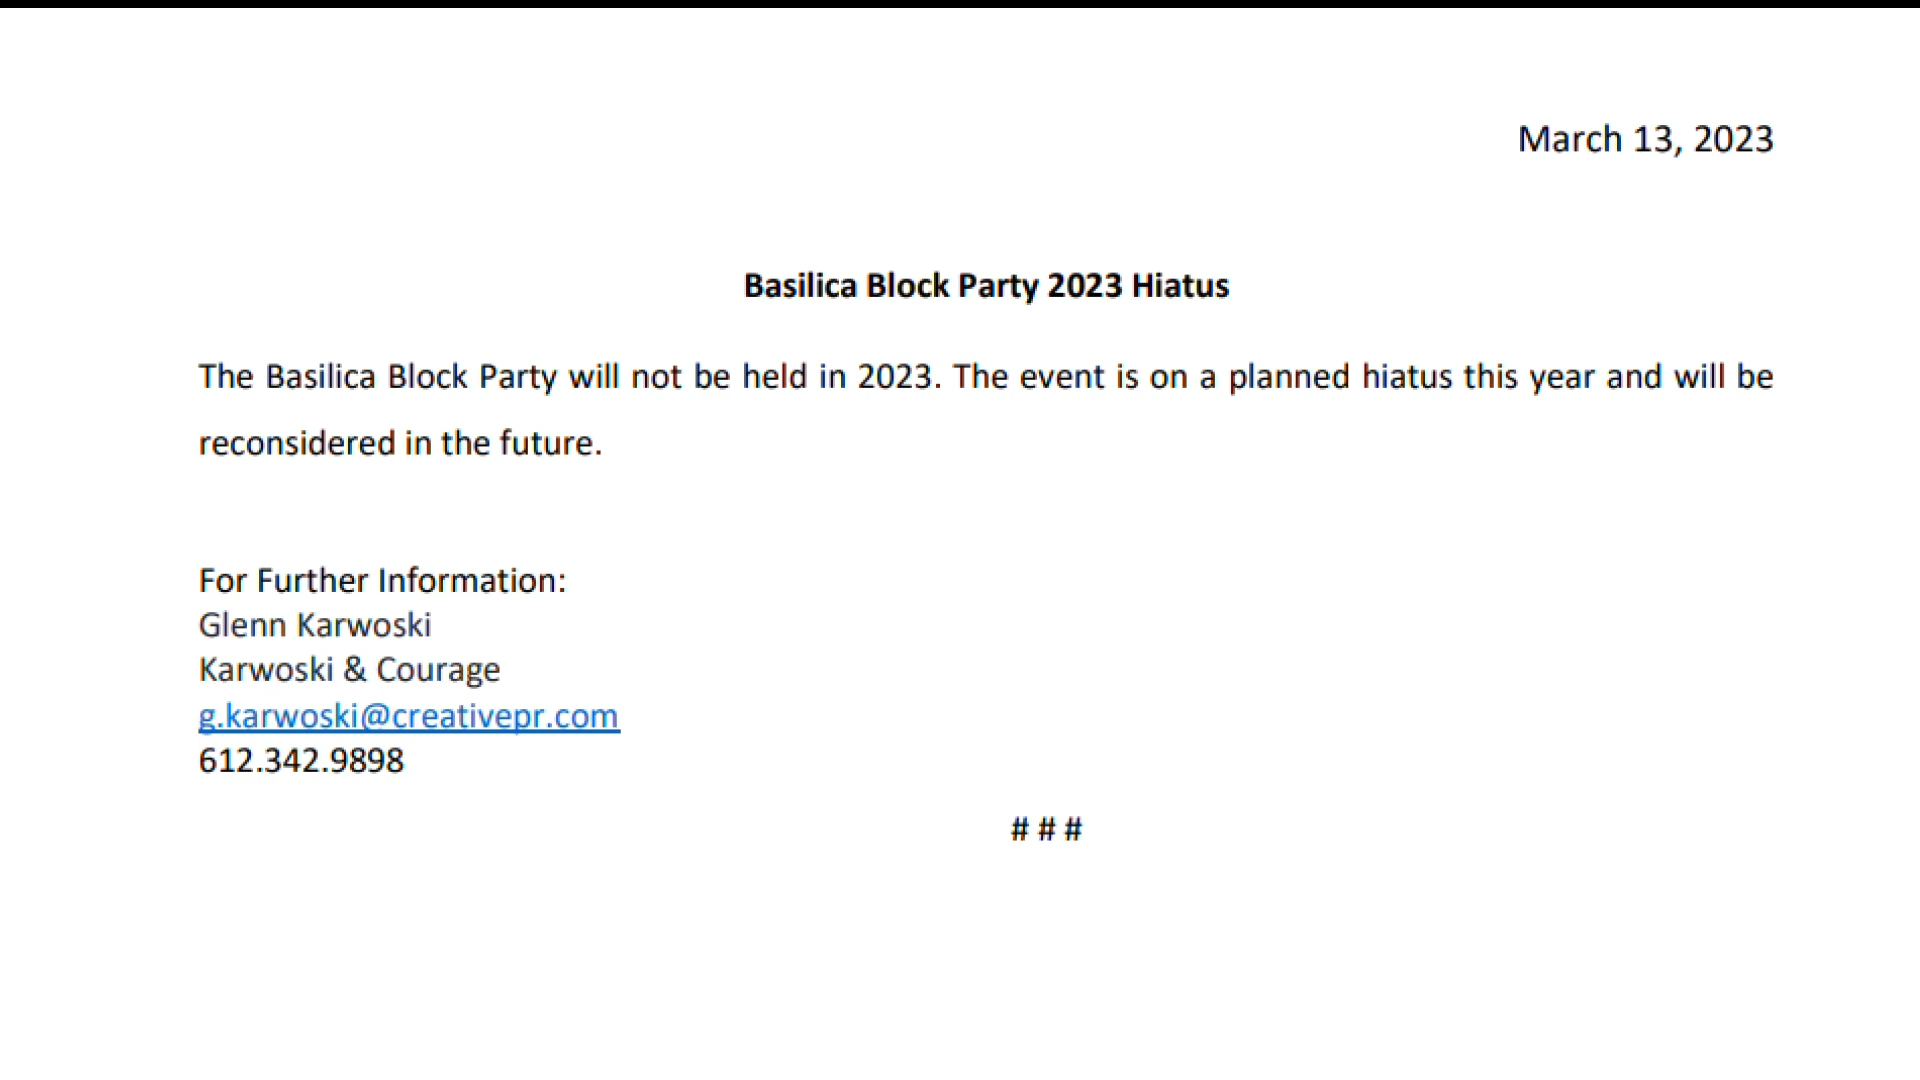 March 13, 2023
Basilica Block Party 2023 Hiatus
The Basilica Block Party will not be held in 2023. The event is on a planned hiatus this year and will be
reconsidered in the future.
For Further Information:
Glenn Karwoski
Karwoski & Courage
g.karwoski@creativepr.com
612.342.9898
# # #